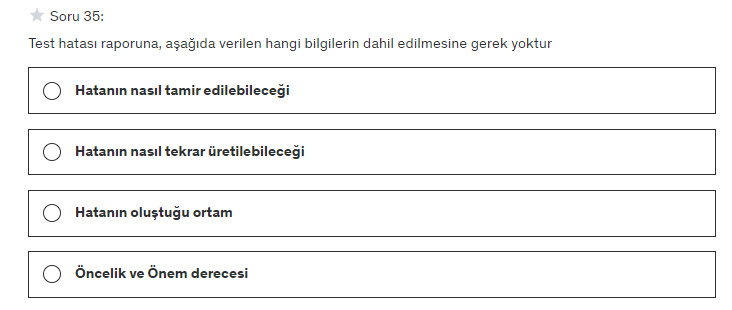 Soru 35:
Test hatası raporuna, aşağıda verilen hangi bilgilerin dahil edilmesine gerek yoktur
Hatanın nasıl tamir edilebileceği
Hatanın nasıl tekrar üretilebileceği
Hatanın oluştuğu ortam
Öncelik ve Önem derecesi